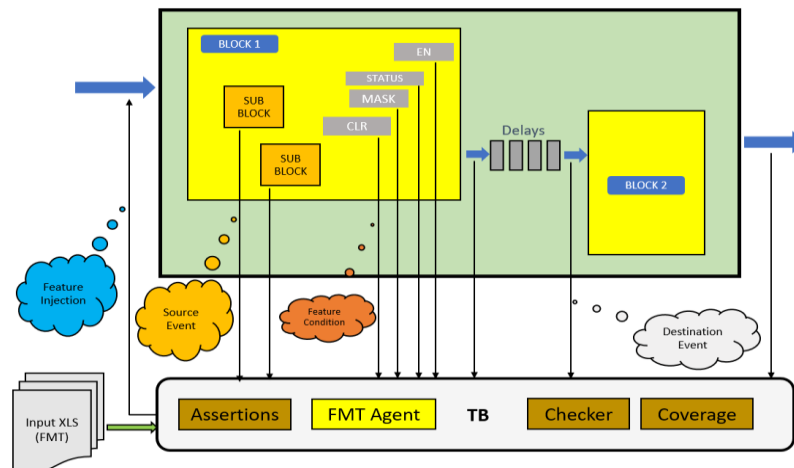 BLOCK 1
EN
STATUS
MASK
CLR
SUB
BLOCK
SUB
BLOCK
Delays
BLOCK 2
Feature
Injection
Source
Event
Feature
Condition
Destination
Event
Input XLS
(FMT)
Assertions
FMT Agent
TB
Checker
Coverage